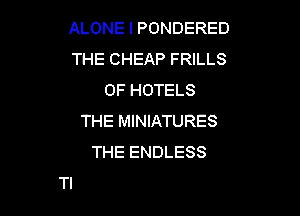 ALONE I PONDERED
THE CHEAP FRILLS
OF HOTELS
THE MINIATURES
THE ENDLESS
TI